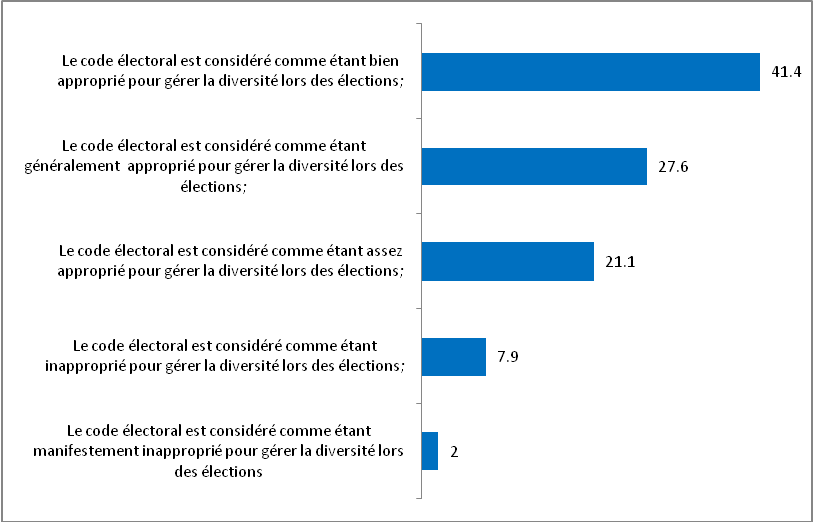 Le code électoral est considéré comme étant bien
approprié pour gérer la diversité lors des élections;
41.4
Le code électoral est considéré comme étant
généralement  approprié pour gérer la diversité lors des
élections;
27.6
Le code électoral est considéré comme étant assez
approprié pour gérer la diversité lors des élections;
21.1
Le code électoral est considéré comme étant
inapproprié pour gérer la diversité lors des élections;
7.9
Le code électoral est considéré comme étant
manifestement inapproprié pour gérer la diversité lors
des élections
2